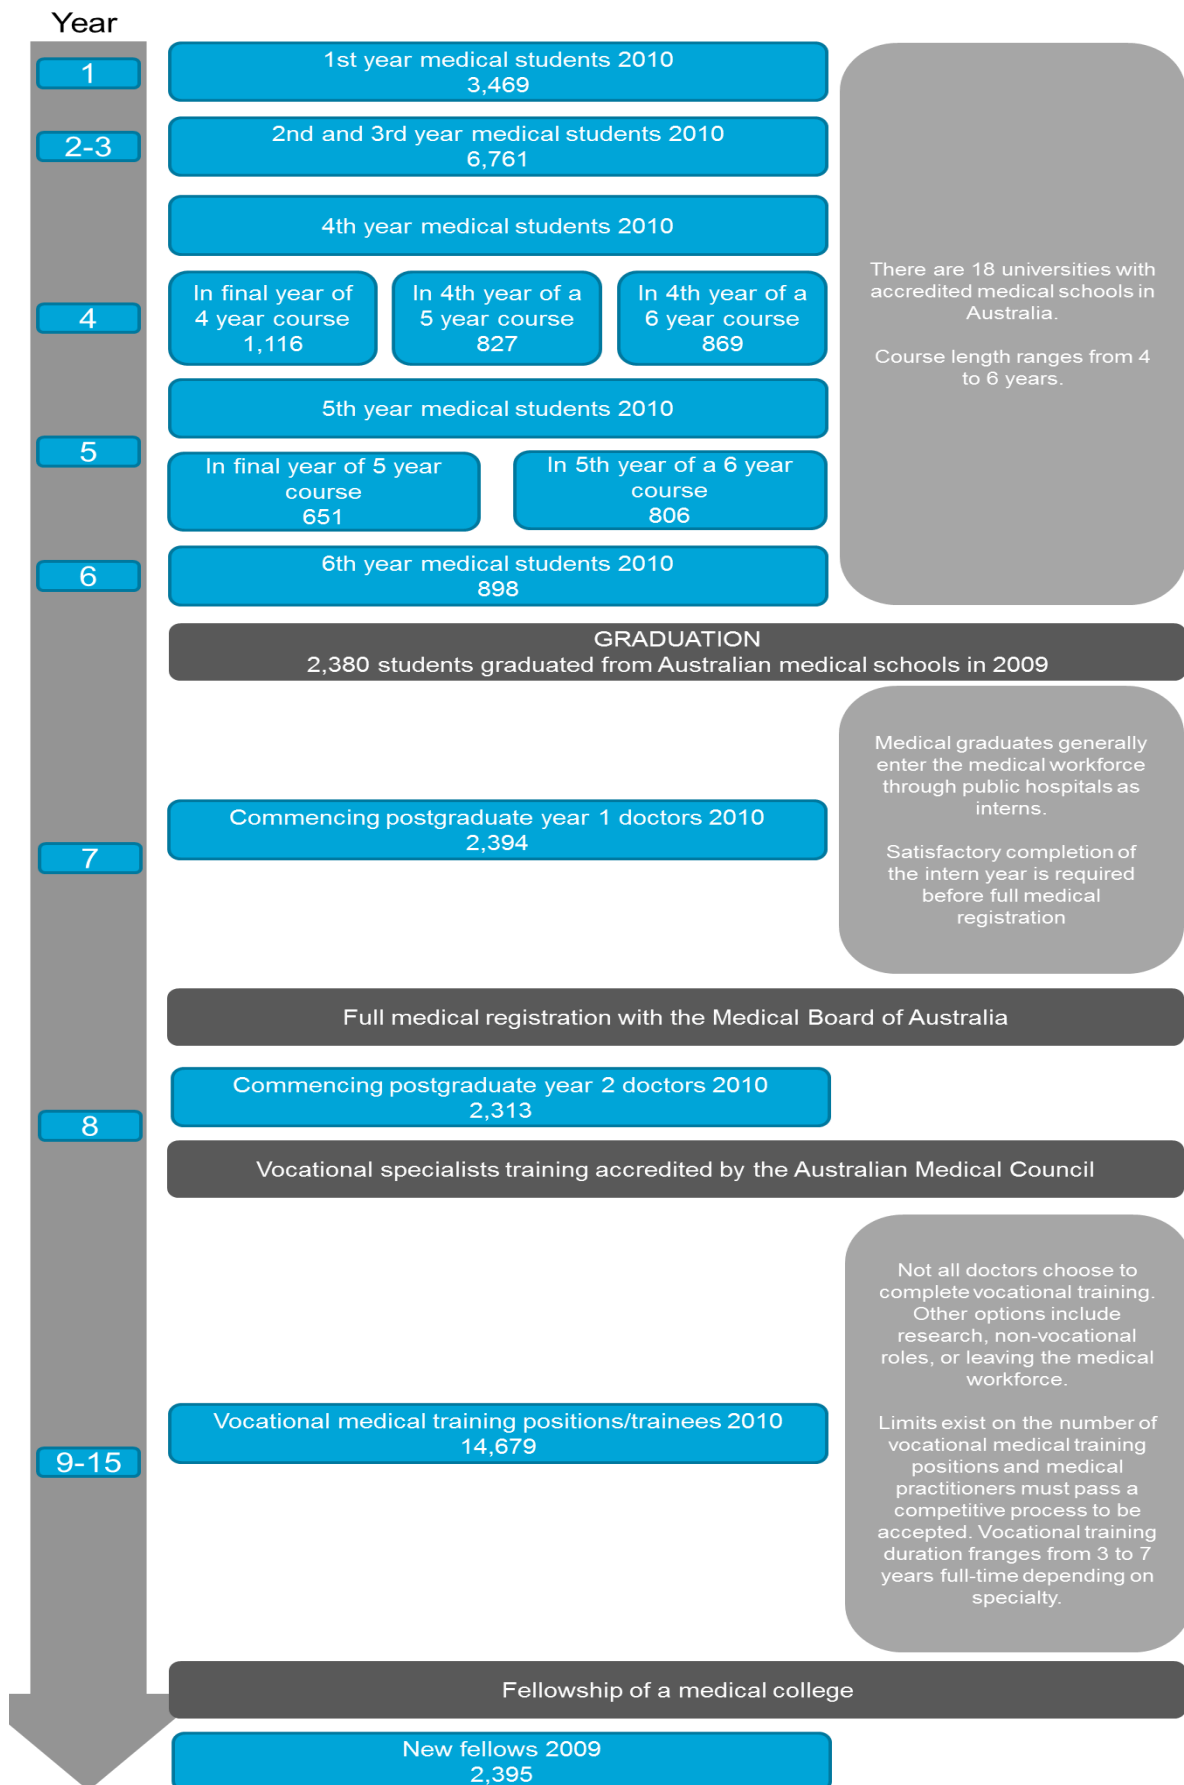 Year
1
1st year medical students 2010
3,469
2-3
2nd and 3rd year medical students 2010
6,761
4th year medical students 2010
4
In final year of
4 year course
1,116
In 4th year of a
5 year course
827
In 4th year of a
6 year course
869
5th year medical students 2010
5
In final year of 5 year
course
651
In 5th year of a 6 year
course
806
6
6th year medical students 2010
898
There are 18 universities with
accredited medical schools in
Australia.
Course length ranges from 4
to 6 years.
GRADUATION
2,380 students graduated from Australian medical schools in 2009
7
Commencing postgraduate year 1 doctors 2010
2,394
Medical graduates generally
enter the medical workforce
through public hospitals as
interns.
Satisfactory completion of
the intern year is required
before full medical
registration
Full medical registration with the Medical Board of Australia
8
Commencing postgraduate year 2 doctors 2010
2,313
Vocational specialists training accredited by the Australian Medical Council
9-15
Vocational medical training positions/trainees 2010
14,679
Not all doctors choose to
complete vocational training.
Other options include
research, non-vocational
roles, or leaving the medical
workforce.
Limits exist on the number of
vocational medical training
positions and medical
practitioners must pass a
competitive process to be
accepted. Vocational training
duration franges from 3 to 7
years full-time depending on
specialty.
Fellowship of a medical college
New fellows 2009
2,395